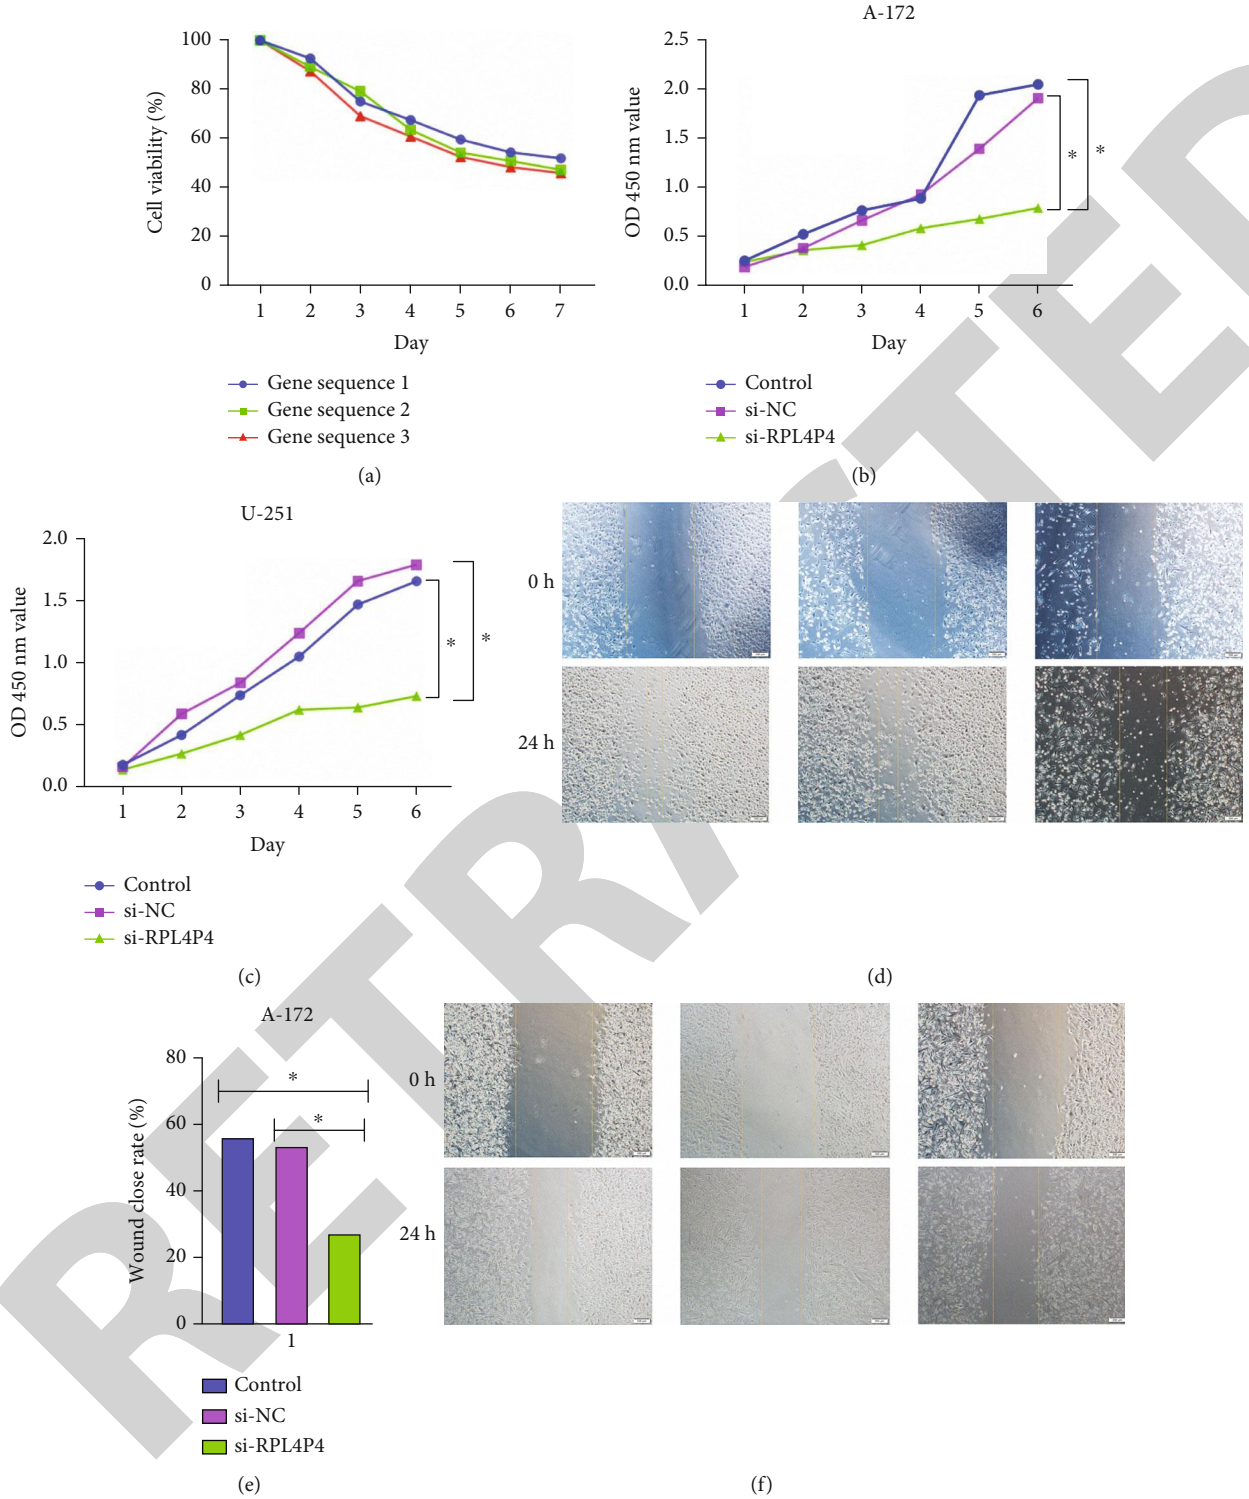 100
80
60
40
20
0
Cell viability (%)
1 2 3 4 5 6 7
Day
Gene sequence 1
Gene sequence 2
Gene sequence 3
(a)
A-172
2.5
2.0
1.5
1.0
0.5
0.0
OD 450 nm value
* *
1 2 3 4 5 6
Day
Control
si-NC
si-RPL4P4
(b)
U-251
2.0
1.5
1.0
0.5
0.0
OD 450 nm value
* *
1 2 3 4 5 6
Day
Control
si-NC
si-RPL4P4
(c)
0 h
24 h
(d)
A-172
80
60
40
20
0
Wound close rate (%)
*
*
1
Control
si-NC
si-RPL4P4
(e)
0 h
24 h
(f)
RETRACTED